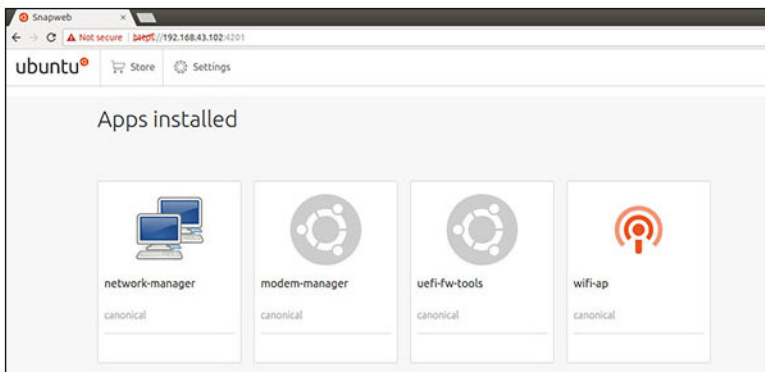 Snapweb ×
Not secure | https://192.168.43.102:4201
ubuntu Store Settings
Apps installed
network-manager modem-manager uefi-fw-tools wifi-ap
canonical canonical canonical canonical